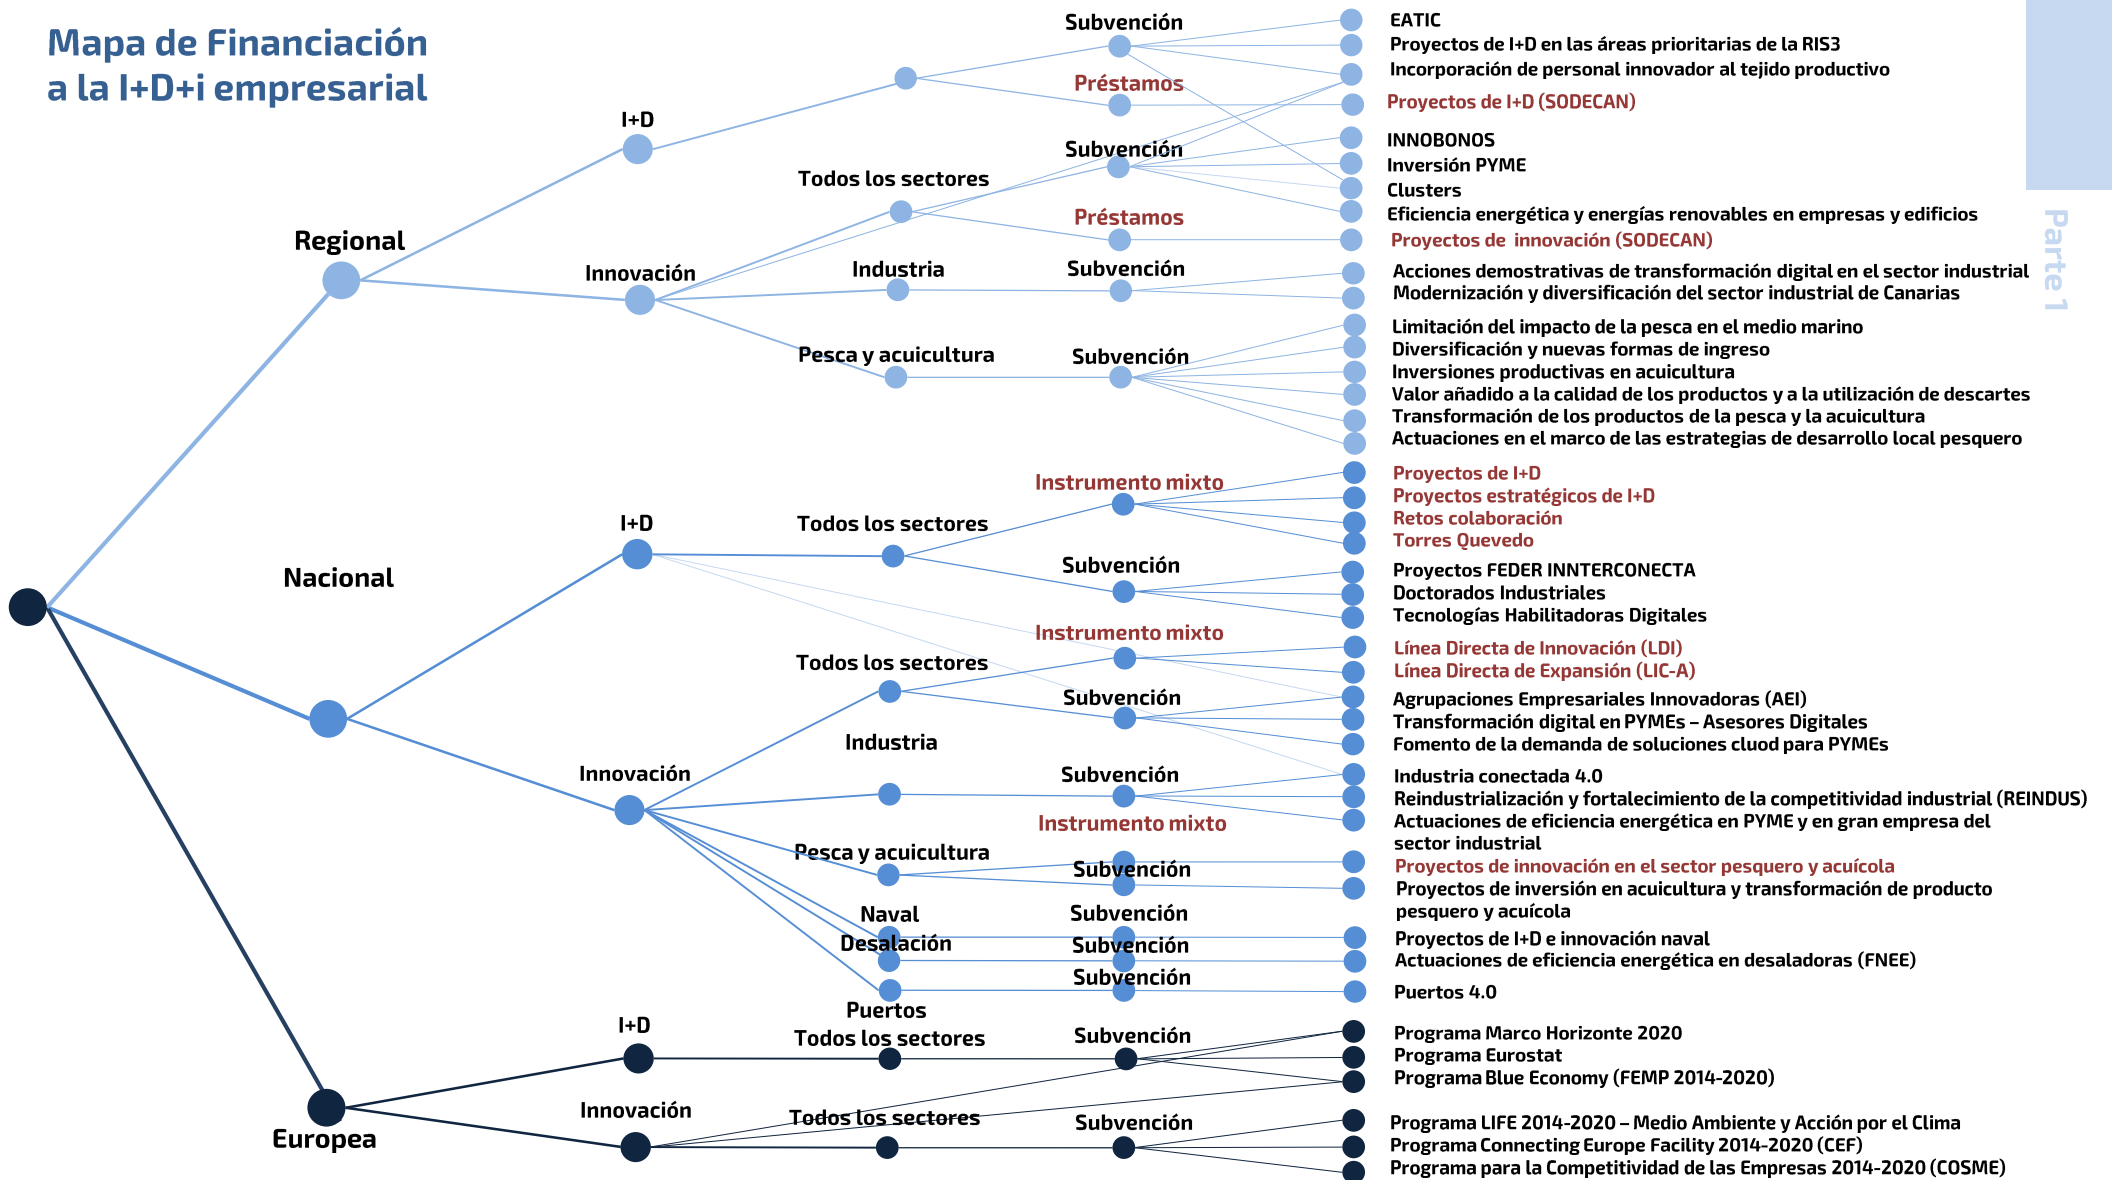 Mapa de Financiación
a la I+D+i empresarial
Parte 1
Regional
I+D
Subvención
EATIC
Proyectos de I+D en las áreas prioritarias de la RIS3
Incorporación de personal innovador al tejido productivo
Préstamos
Proyectos de I+D (SODECAN)
Innovación
Todos los sectores
Subvención
INNOBONOS
Inversión PYME
Clusters
Eficiencia energética y energías renovables en empresas y edificios
Préstamos
Proyectos de innovación (SODECAN)
Industria
Subvención
Acciones demostrativas de transformación digital en el sector industrial
Modernización y diversificación del sector industrial de Canarias
Pesca y acuicultura
Subvención
Limitación del impacto de la pesca en el medio marino
Diversificación y nuevas formas de ingreso
Inversiones productivas en acuicultura
Valor añadido a la calidad de los productos y a la utilización de descartes
Transformación de los productos de la pesca y la acuicultura
Actuaciones en el marco de las estrategias de desarrollo local pesquero
Nacional
I+D
Todos los sectores
Instrumento mixto
Proyectos de I+D
Proyectos estratégicos de I+D
Retos colaboración
Torres Quevedo
Subvención
Proyectos FEDER INNTERCONECTA
Doctorados Industriales
Tecnologías Habilitadoras Digitales
Innovación
Todos los sectores
Instrumento mixto
Línea Directa de Innovación (LDI)
Línea Directa de Expansión (LIC-A)
Subvención
Agrupaciones Empresariales Innovadoras (AEI)
Transformación digital en PYMEs – Asesores Digitales
Fomento de la demanda de soluciones cluod para PYMEs
Industria
Subvención
Industria conectada 4.0
Reindustrialización y fortalecimiento de la competitividad industrial (REINDUS)
Actuaciones de eficiencia energética en PYME y en gran empresa del
sector industrial
Pesca y acuicultura
Instrumento mixto
Proyectos de innovación en el sector pesquero y acuícola
Subvención
Proyectos de inversión en acuicultura y transformación de producto
pesquero y acuícola
Naval
Subvención
Proyectos de I+D e innovación naval
Desalación
Subvención
Actuaciones de eficiencia energética en desaladoras (FNEE)
Puertos
Subvención
Puertos 4.0
Europea
I+D
Todos los sectores
Subvención
Programa Marco Horizonte 2020
Programa Eurostat
Programa Blue Economy (FEMP 2014-2020)
Innovación
Todos los sectores
Subvención
Programa LIFE 2014-2020 – Medio Ambiente y Acción por el Clima
Programa Connecting Europe Facility 2014-2020 (CEF)
Programa para la Competitividad de las Empresas 2014-2020 (COSME)